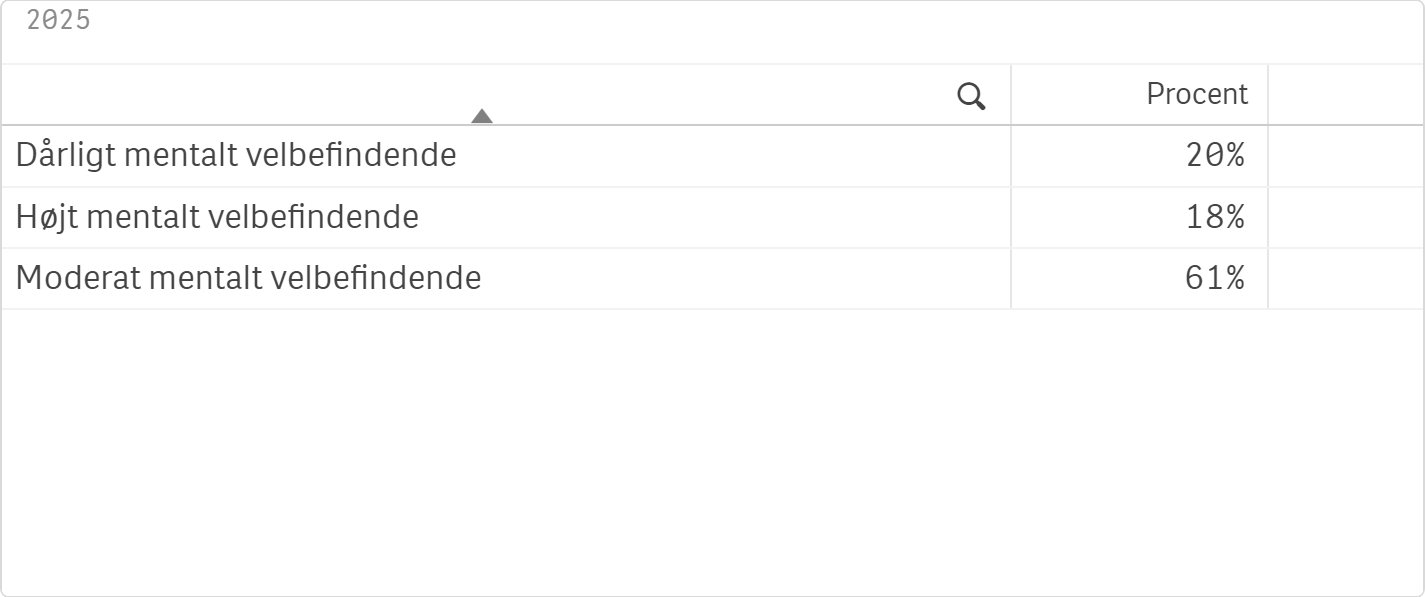 2025
Procent
Dårligt mentalt velbefindende 20%
Højt mentalt velbefindende 18%
Moderat mentalt velbefindende 61%